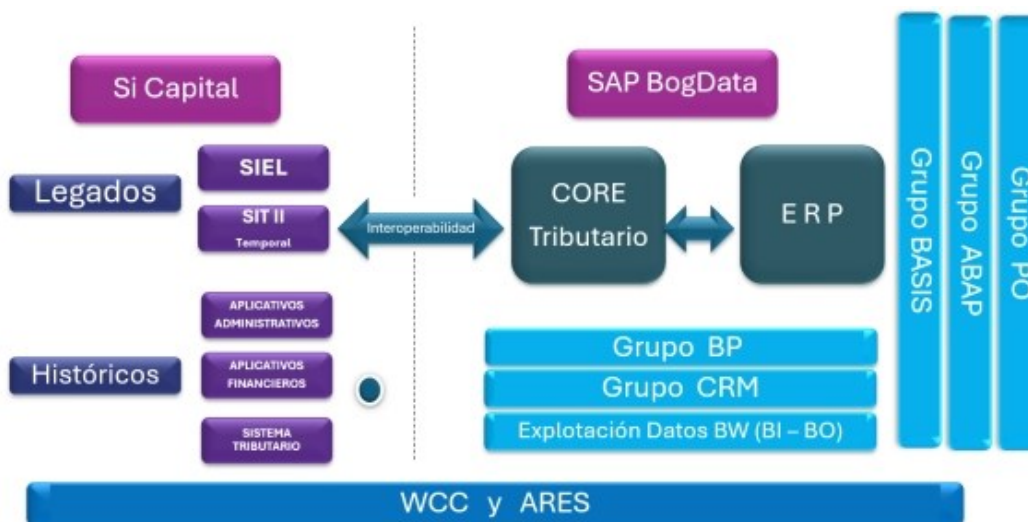 Si Capital
SAP BogData
Legados
SIEL
SIT II
Temporal
Interoperabilidad
CORE
Tributario
ERP
Históricos
APLICATIVOS
ADMINISTRATIVOS
APLICATIVOS
FINANCIEROS
SISTEMA
TRIBUTARIO
Grupo BP
Grupo CRM
Explotación Datos BW (BI – BO)
Grupo BASIS
Grupo ABAP
Grupo PO
WCC y ARES